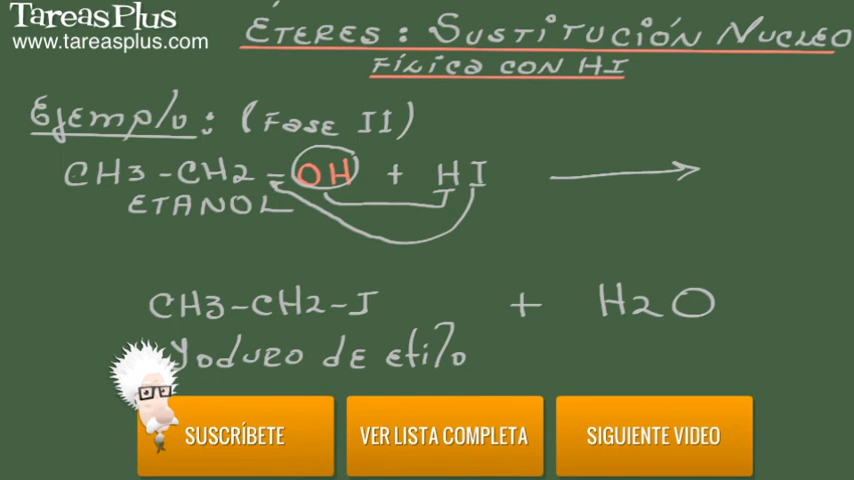 TareasPlus
www.tareasplus.com
ÉTERES: SUSTITUCIÓN NUCLEO
FÍLICA CON HI
Ejemplo: (FASE II)
CH3-CH2-OH + HI
ETANOL
CH3-CH2-I + H2O
Yoduro de etilo
SUSCRÍBETE VER LISTA COMPLETA SIGUIENTE VIDEO